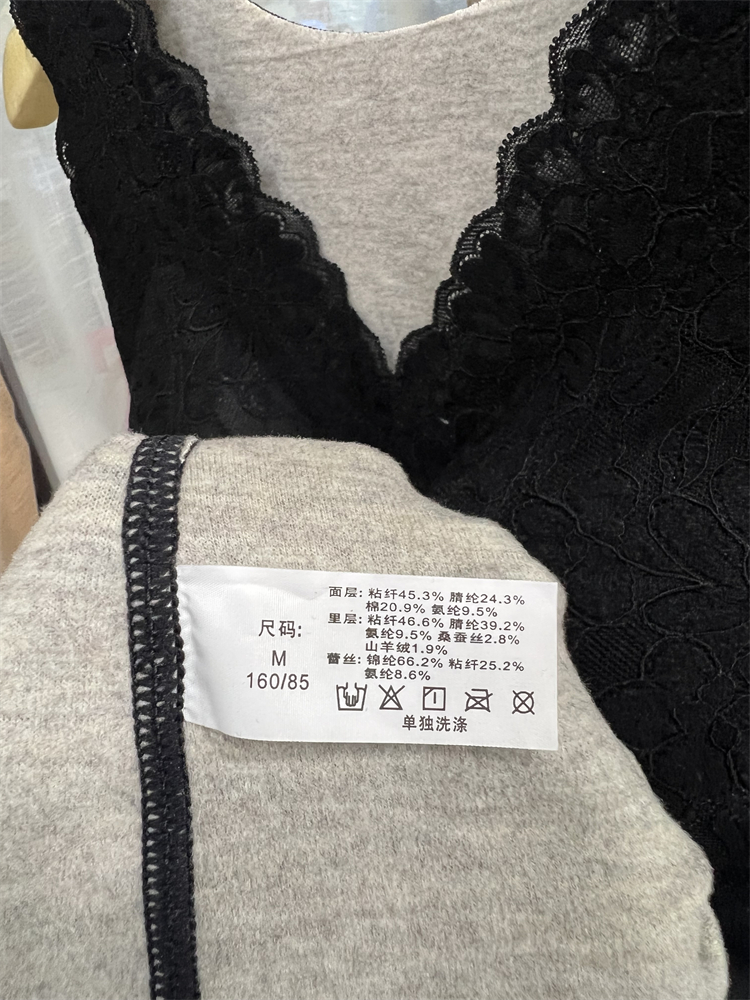 尺码:
M
160/85
面层: 粘纤45.3% 腈纶24.3%
棉20.9% 氨纶9.5%
里层: 粘纤46.6% 腈纶39.2%
氨纶9.5% 桑蚕丝2.8%
山羊绒1.9%
蕾丝: 锦纶66.2% 粘纤25.2%
氨纶8.6%
单独洗涤